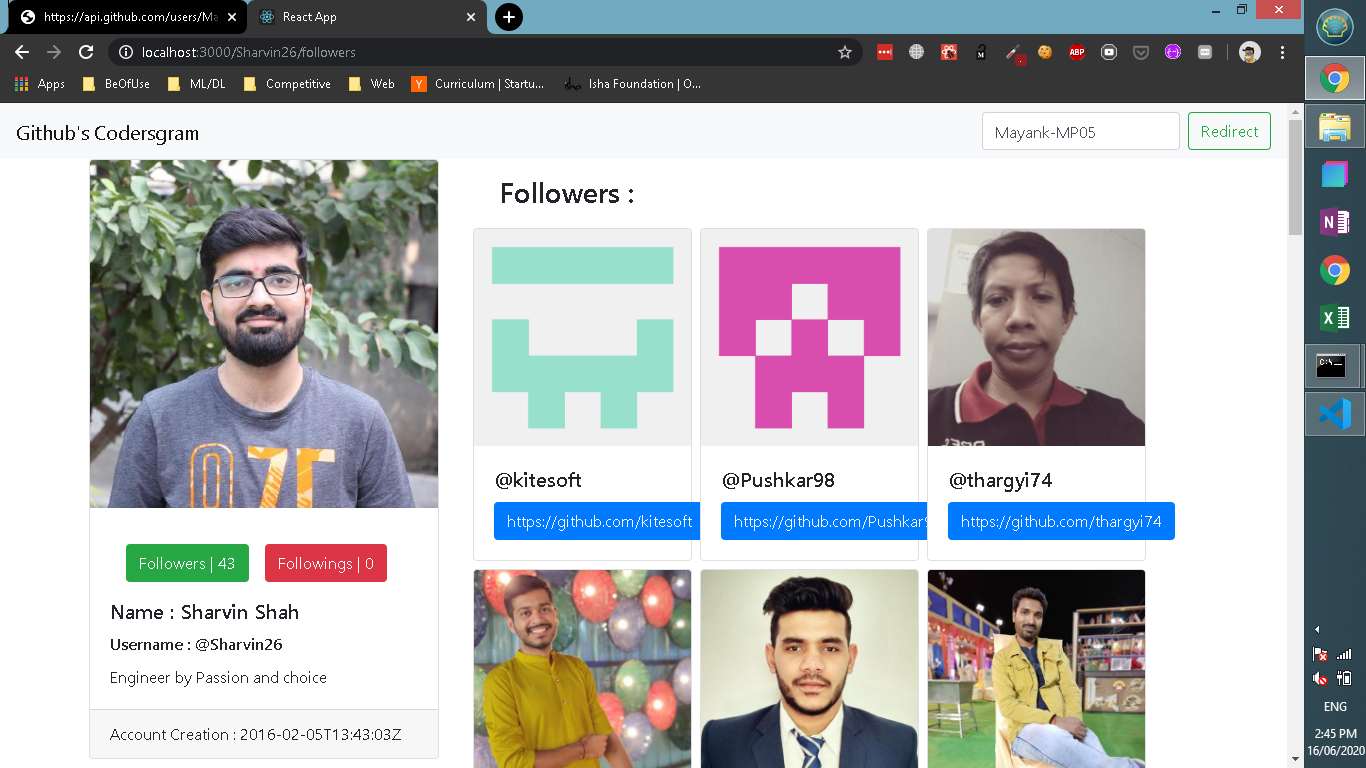 https://api.github.com/users/Ma
React App
localhost:3000/Sharvin26/followers
ABP
Apps
BeOfUse
ML/DL
Competitive
Web
Y
Curriculum | Startu...
Isha Foundation | O...
Github's Codersgram
Mayank-MP05
Redirect
Followers :
@kitesoft
https://github.com/kitesoft
@Pushkar98
https://github.com/Pushkar9
@thargyi74
https://github.com/thargyi74
Followers | 43
Followings | 0
Name : Sharvin Shah
Username : @Sharvin26
Engineer by Passion and choice
Account Creation : 2016-02-05T13:43:03Z
N
X
C:\
ENG
2:45 PM
16/06/2020